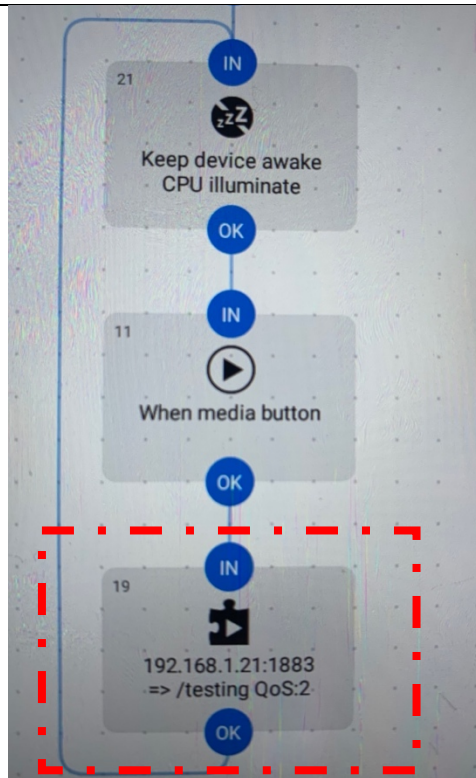 IN
21
zzZ
Keep device awake
CPU illuminate
OK
IN
11
When media button
OK
IN
19
192.168.1.21:1883
=> /testing QoS:2
OK